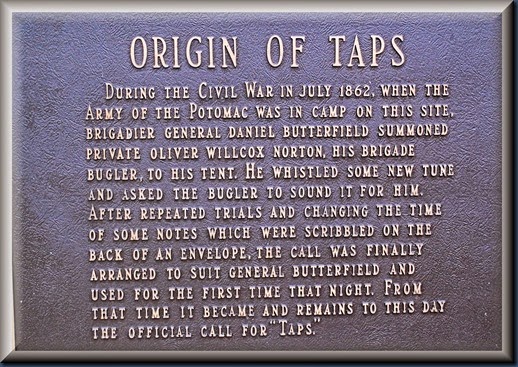 ORIGIN OF TAPS
DURING THE CIVIL WAR IN JULY 1862, WHEN THE
ARMY OF THE POTOMAC WAS IN CAMP ON THIS SITE,
BRIGADIER GENERAL DANIEL BUTTERFIELD SUMMONED
PRIVATE OLIVER WILLCOX NORTON, HIS BRIGADE
BUGLER, TO HIS TENT. HE WHISTLED SOME NEW TUNE
AND ASKED THE BUGLER TO SOUND IT FOR HIM.
AFTER REPEATED TRIALS AND CHANGING THE TIME
OF SOME NOTES WHICH WERE SCRIBBLED ON THE
BACK OF AN ENVELOPE, THE CALL WAS FINALLY
ARRANGED TO SUIT GENERAL BUTTERFIELD AND
USED FOR THE FIRST TIME THAT NIGHT. FROM
THAT TIME IT BECAME AND REMAINS TO THIS DAY
THE OFFICIAL CALL FOR "TAPS."